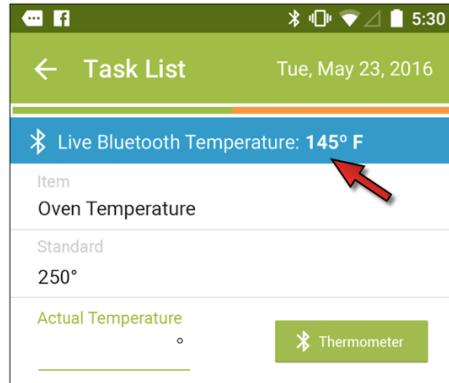 5:30
Task List
Tue, May 23, 2016
Live Bluetooth Temperature: 145º F
Item
Oven Temperature
Standard
250°
Actual Temperature
°
Thermometer